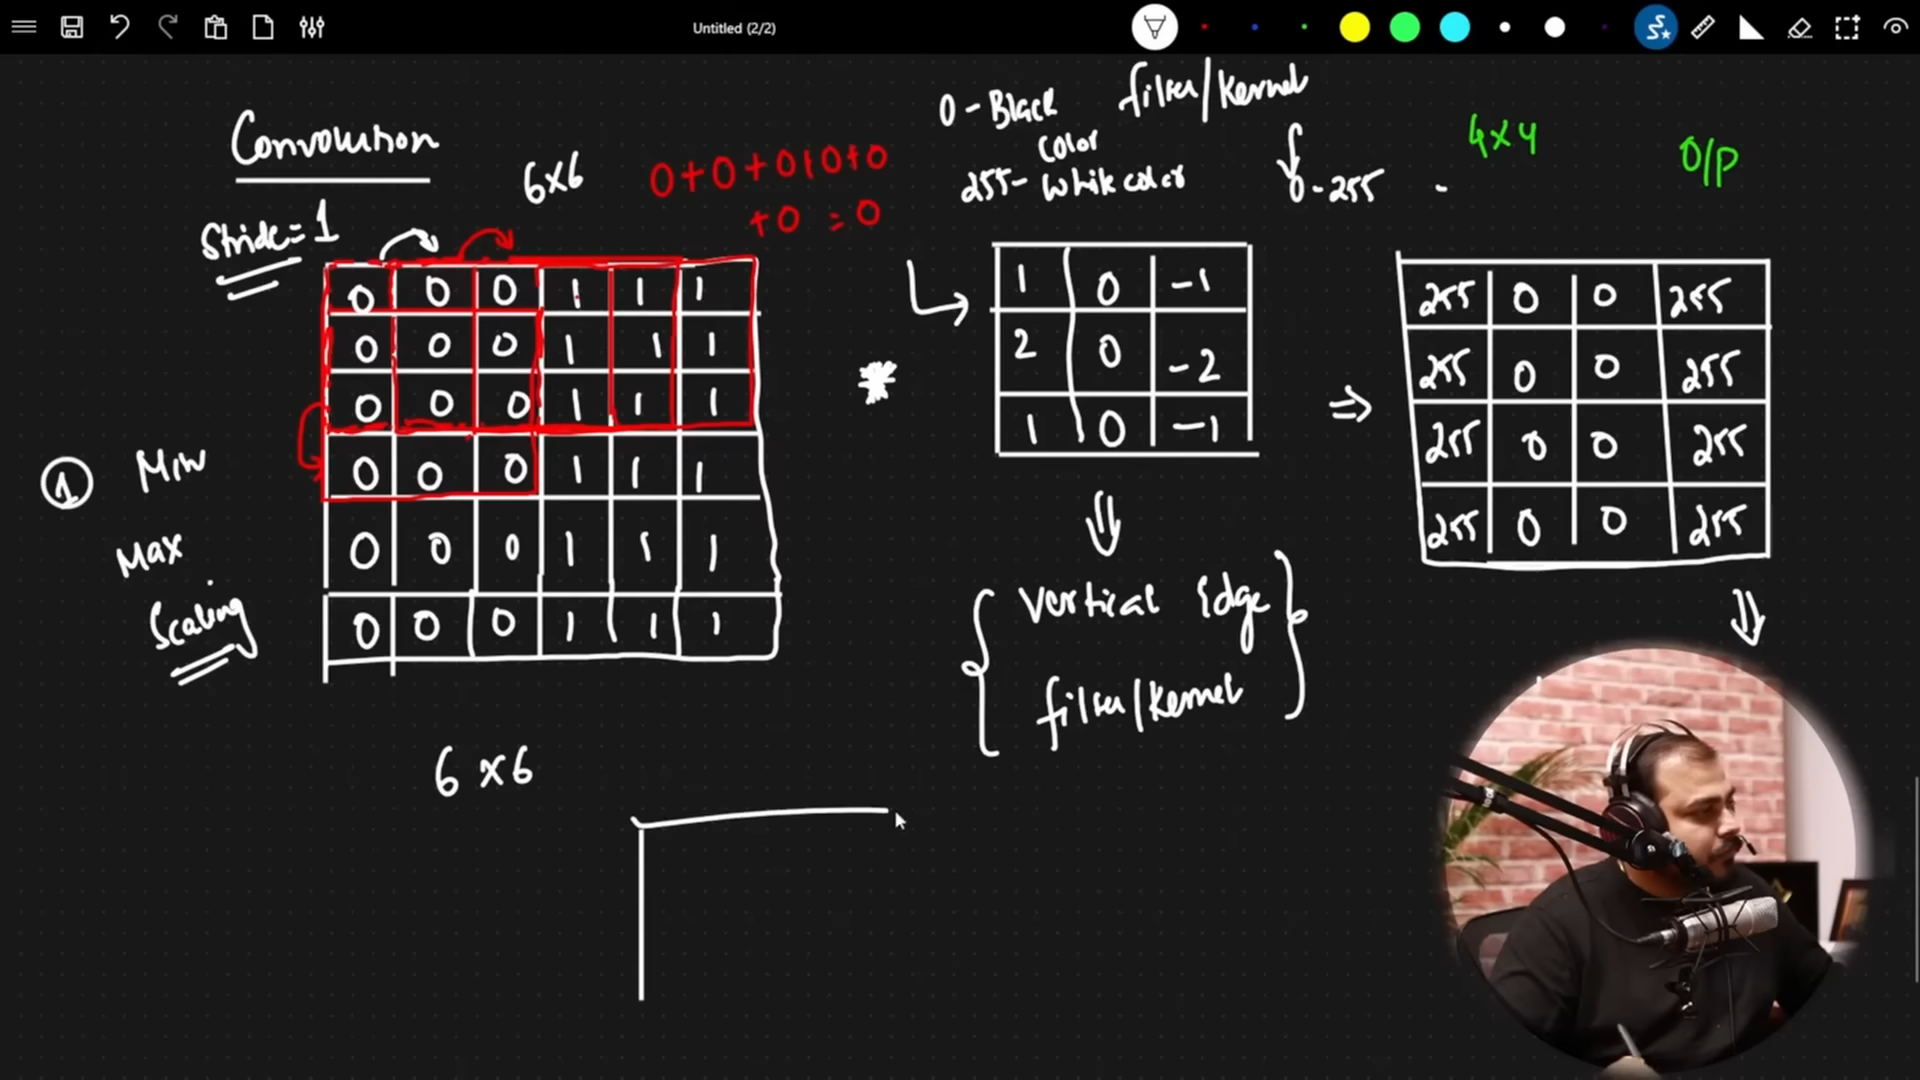 Untitled (2/2)
Convolution
6x6
0+0+0+0+0
+0 = 0
0 - Black
color
255 - White color
filter/Kernel
0 - 255 -
4x4
O/P
Stride = 1
0 0 0 1 1 1
0 0 0 1 1 1
0 0 0 1 1 1
0 0 0 1 1 1
0 0 0 1 1 1
0 0 0 1 1 1
*
1 0 -1
2 0 -2
1 0 -1
⇒
255 0 0 255
255 0 0 255
255 0 0 255
255 0 0 255
1 Min
Max
Scaling
Vertical Edge
filter/Kernel
6 x 6